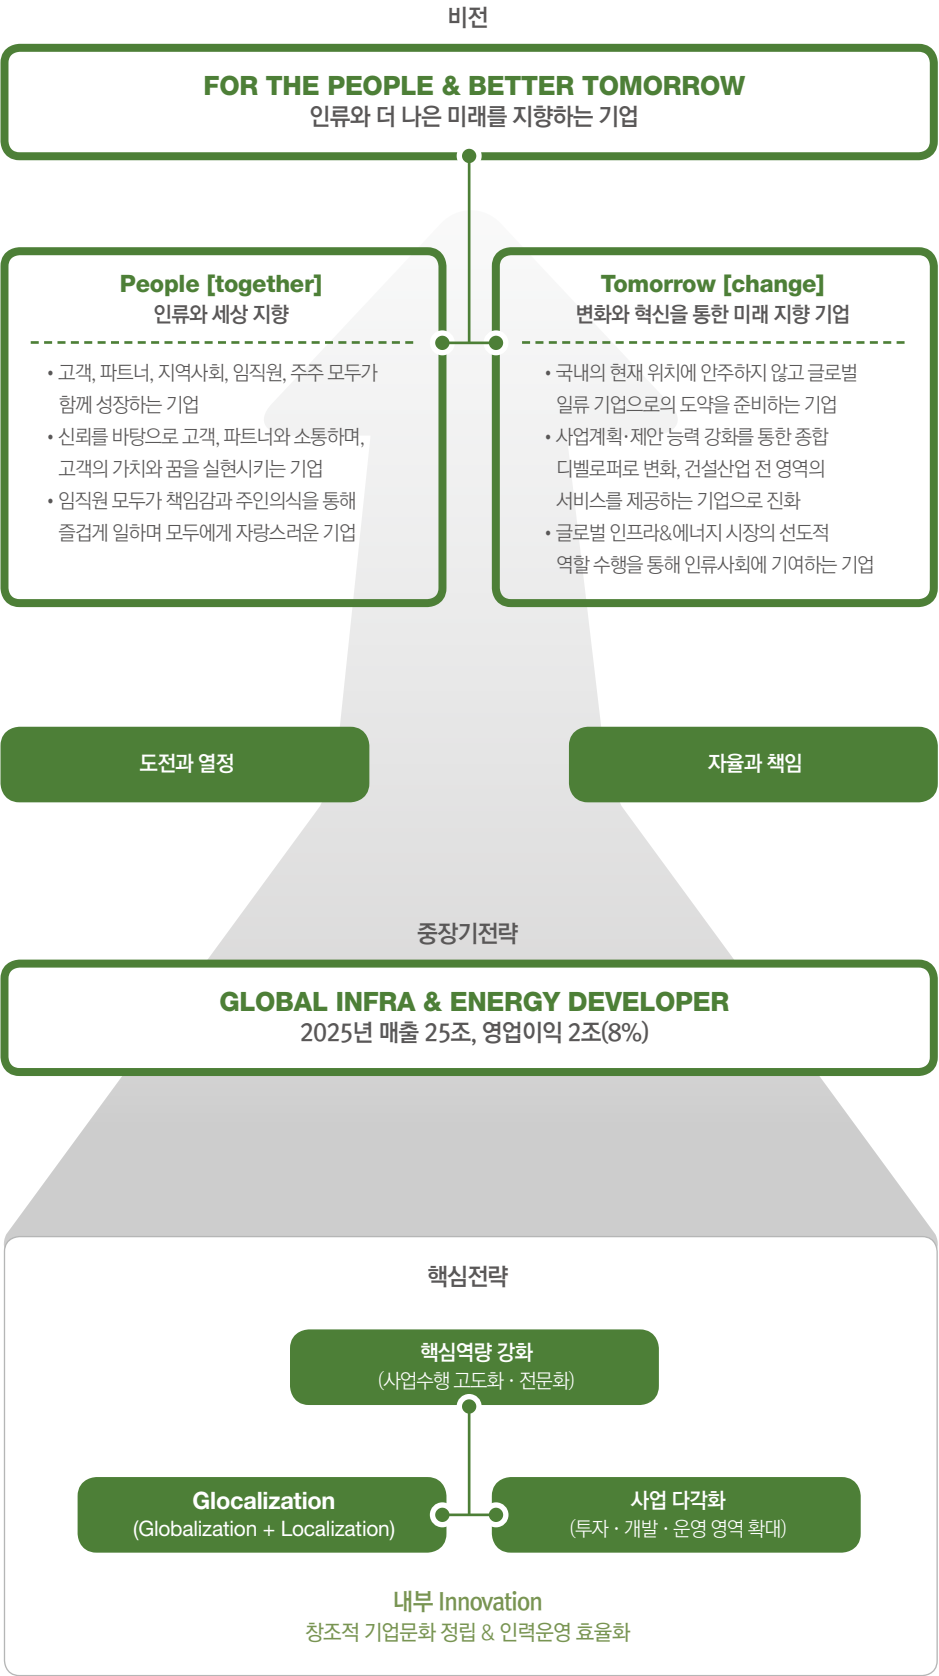 비전
FOR THE PEOPLE & BETTER TOMORROW
인류와 더 나은 미래를 지향하는 기업
People [together]
인류와 세상 지향
• 고객, 파트너, 지역사회, 임직원, 주주 모두가
함께 성장하는 기업
• 신뢰를 바탕으로 고객, 파트너와 소통하며,
고객의 가치와 꿈을 실현시키는 기업
• 임직원 모두가 책임감과 주인의식을 통해
즐겁게 일하며 모두에게 자랑스러운 기업
Tomorrow [change]
변화와 혁신을 통한 미래 지향 기업
• 국내의 현재 위치에 안주하지 않고 글로벌
일류 기업으로의 도약을 준비하는 기업
• 사업계획·제안 능력 강화를 통한 종합
디벨로퍼로 변화, 건설산업 전 영역의
서비스를 제공하는 기업으로 진화
• 글로벌 인프라&에너지 시장의 선도적
역할 수행을 통해 인류사회에 기여하는 기업
도전과 열정
자율과 책임
중장기전략
GLOBAL INFRA & ENERGY DEVELOPER
2025년 매출 25조, 영업이익 2조(8%)
핵심전략
핵심역량 강화
(사업수행 고도화 · 전문화)
Glocalization
(Globalization + Localization)
사업 다각화
(투자 · 개발 · 운영 영역 확대)
내부 Innovation
창조적 기업문화 정립 & 인력운영 효율화